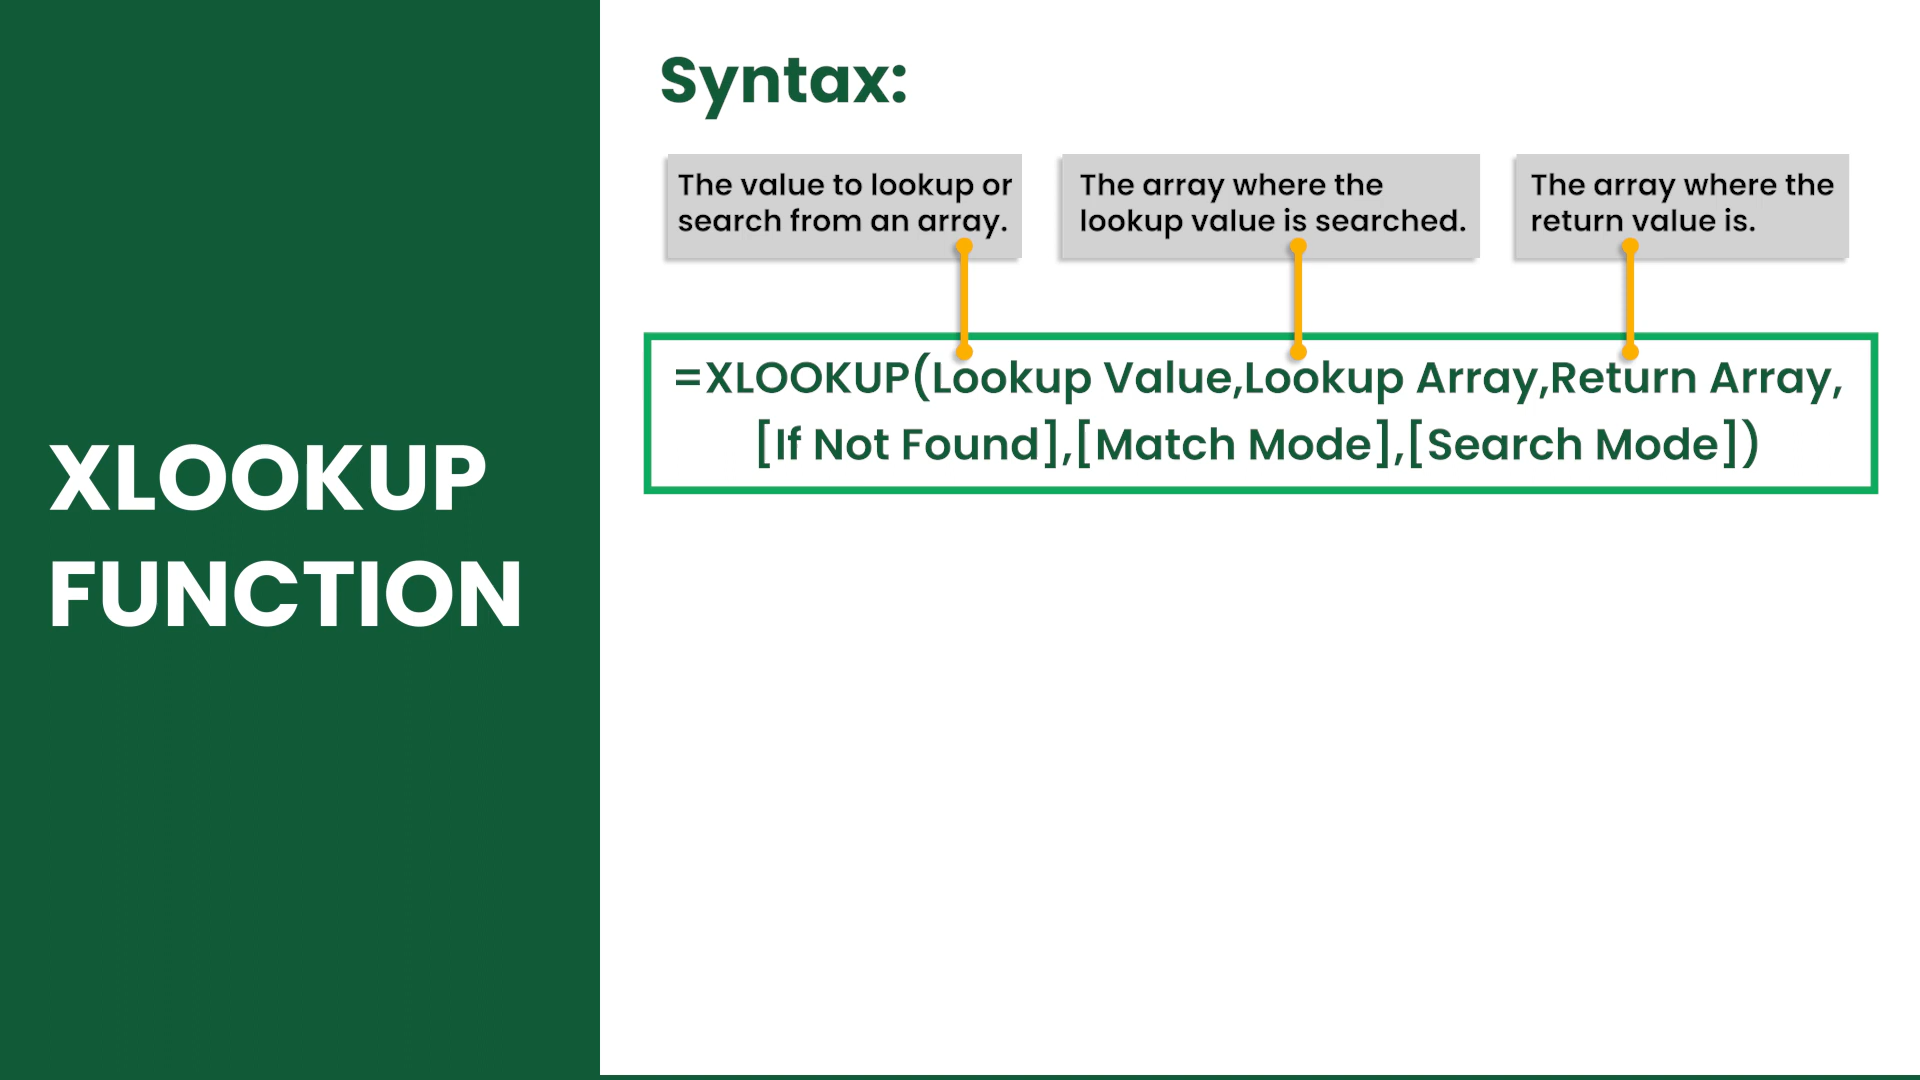 XLOOKUP
FUNCTION
Syntax:
The value to lookup or
search from an array.
The array where the
lookup value is searched.
The array where the
return value is.
=XLOOKUP(Lookup Value,Lookup Array,Return Array,
[If Not Found],[Match Mode],[Search Mode])